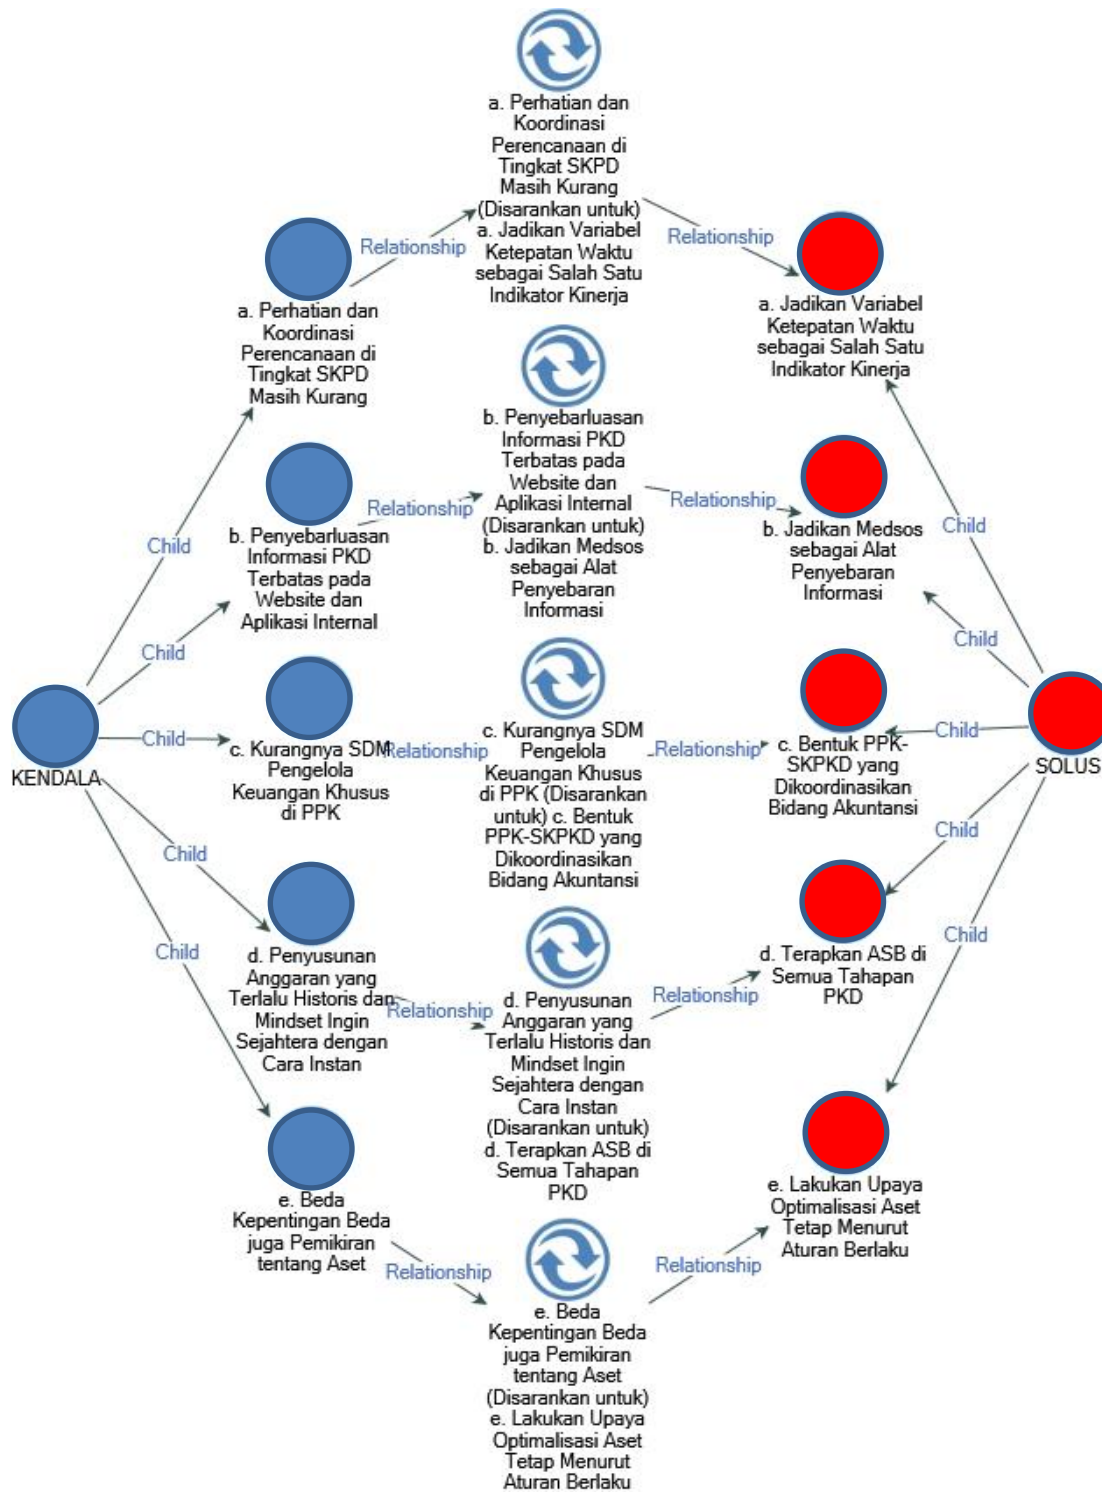 a. Perhatian dan
Koordinasi
Perencanaan di
Tingkat SKPD
Masih Kurang
(Disarankan untuk)
a. Jadikan Variabel
Ketepatan Waktu
sebagai Salah Satu
Indikator Kinerja
Relationship
Relationship
a. Perhatian dan
Koordinasi
Perencanaan di
Tingkat SKPD
Masih Kurang
a. Jadikan Variabel
Ketepatan Waktu
sebagai Salah Satu
Indikator Kinerja
b. Penyebarluasan
Informasi PKD
Terbatas pada
Website dan
Aplikasi Internal
(Disarankan untuk)
b. Jadikan Medsos
sebagai Alat
Penyebaran
Informasi
Relationship
Relationship
Child
b. Penyebarluasan
Informasi PKD
Terbatas pada
Website dan
Aplikasi Internal
b. Jadikan Medsos
sebagai Alat
Penyebaran
Informasi
Child
Child
KENDALA
Child
c. Kurangnya SDM
Pengelola
Keuangan Khusus
di PPK
Relationship
c. Kurangnya SDM
Pengelola
Keuangan Khusus
di PPK (Disarankan
untuk) c. Bentuk
PPK-SKPKD yang
Dikoordinasikan
Bidang Akuntansi
Relationship
c. Bentuk PPK-
SKPKD yang
Dikoordinasikan
Bidang Akuntansi
Child
SOLUS
Child
Child
Child
Child
d. Penyusunan
Anggaran yang
Terlalu Historis dan
Mindset Ingin
Sejahtera dengan
Cara Instan
Relationship
d. Penyusunan
Anggaran yang
Terlalu Historis dan
Mindset Ingin
Sejahtera dengan
Cara Instan
(Disarankan untuk)
d. Terapkan ASB di
Semua Tahapan
PKD
Relationship
d. Terapkan ASB di
Semua Tahapan
PKD
e. Beda
Kepentingan Beda
juga Pemikiran
tentang Aset
Relationship
e. Beda
Kepentingan Beda
juga Pemikiran
tentang Aset
(Disarankan untuk)
e. Lakukan Upaya
Optimalisasi Aset
Tetap Menurut
Aturan Berlaku
Relationship
e. Lakukan Upaya
Optimalisasi Aset
Tetap Menurut
Aturan Berlaku